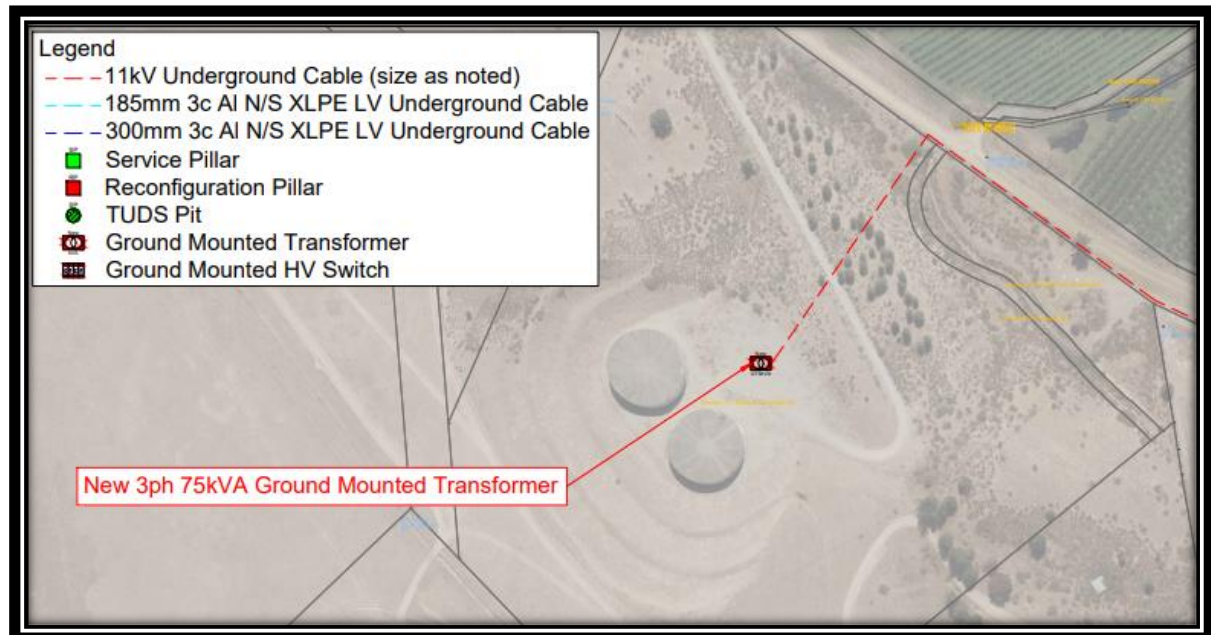 Legend
11kV Underground Cable (size as noted)
185mm 3c Al N/S XLPE LV Underground Cable
300mm 3c Al N/S XLPE LV Underground Cable
Service Pillar
Reconfiguration Pillar
TUDS Pit
Ground Mounted Transformer
Ground Mounted HV Switch
New 3ph 75kVA Ground Mounted Transformer